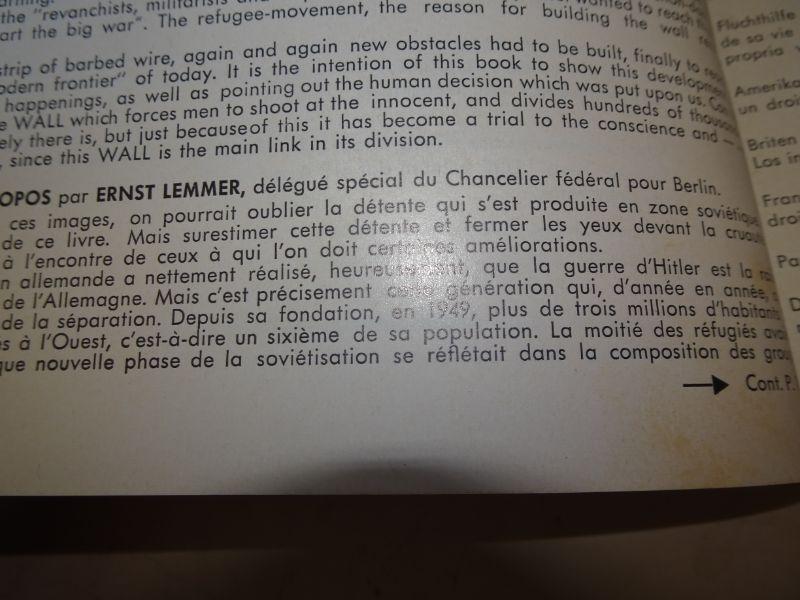 the "revanchists, militarists and
art the big war". The refugee-movement, the reason for building the wall
strip of barbed wire, again and again new obstacles had to be built, finally to
odern frontier" of today. It is the intention of this book to show this developme
happenings, as well as pointing out the human decision which was put upon us.
e WALL which forces men to shoot at the innocent, and divides hundreds of thousa
ely there is, but just becauseof this it has become a trial to the conscience and –
, since this WALL is the main link in its division.
OPOS par ERNST LEMMER, délégué spécial du Chancelier fédéral pour Berlin.
ces images, on pourrait oublier la détente qui s'est produite en zone soviétique
de ce livre. Mais surestimer cette détente et fermer les yeux devant la cruau
à l'encontre de ceux à qui l'on doit certaines améliorations.
n allemande a nettement réalisé, heureusement, que la guerre d'Hitler est la
de l'Allemagne. Mais c'est précisement cette génération qui, d'année en année,
de la séparation. Depuis sa fondation, en 1949, plus de trois millions d'habitants
s à l'Ouest, c'est-à-dire un sixième de sa population. La moitié des réfugiés
que nouvelle phase de la soviétisation se réflétait dans la composition des grou
Cont. P.
Fluchthilfe
de sa vie
propria
Amerika
un droi
Briten
Los in
Fran
droi
Pa
D